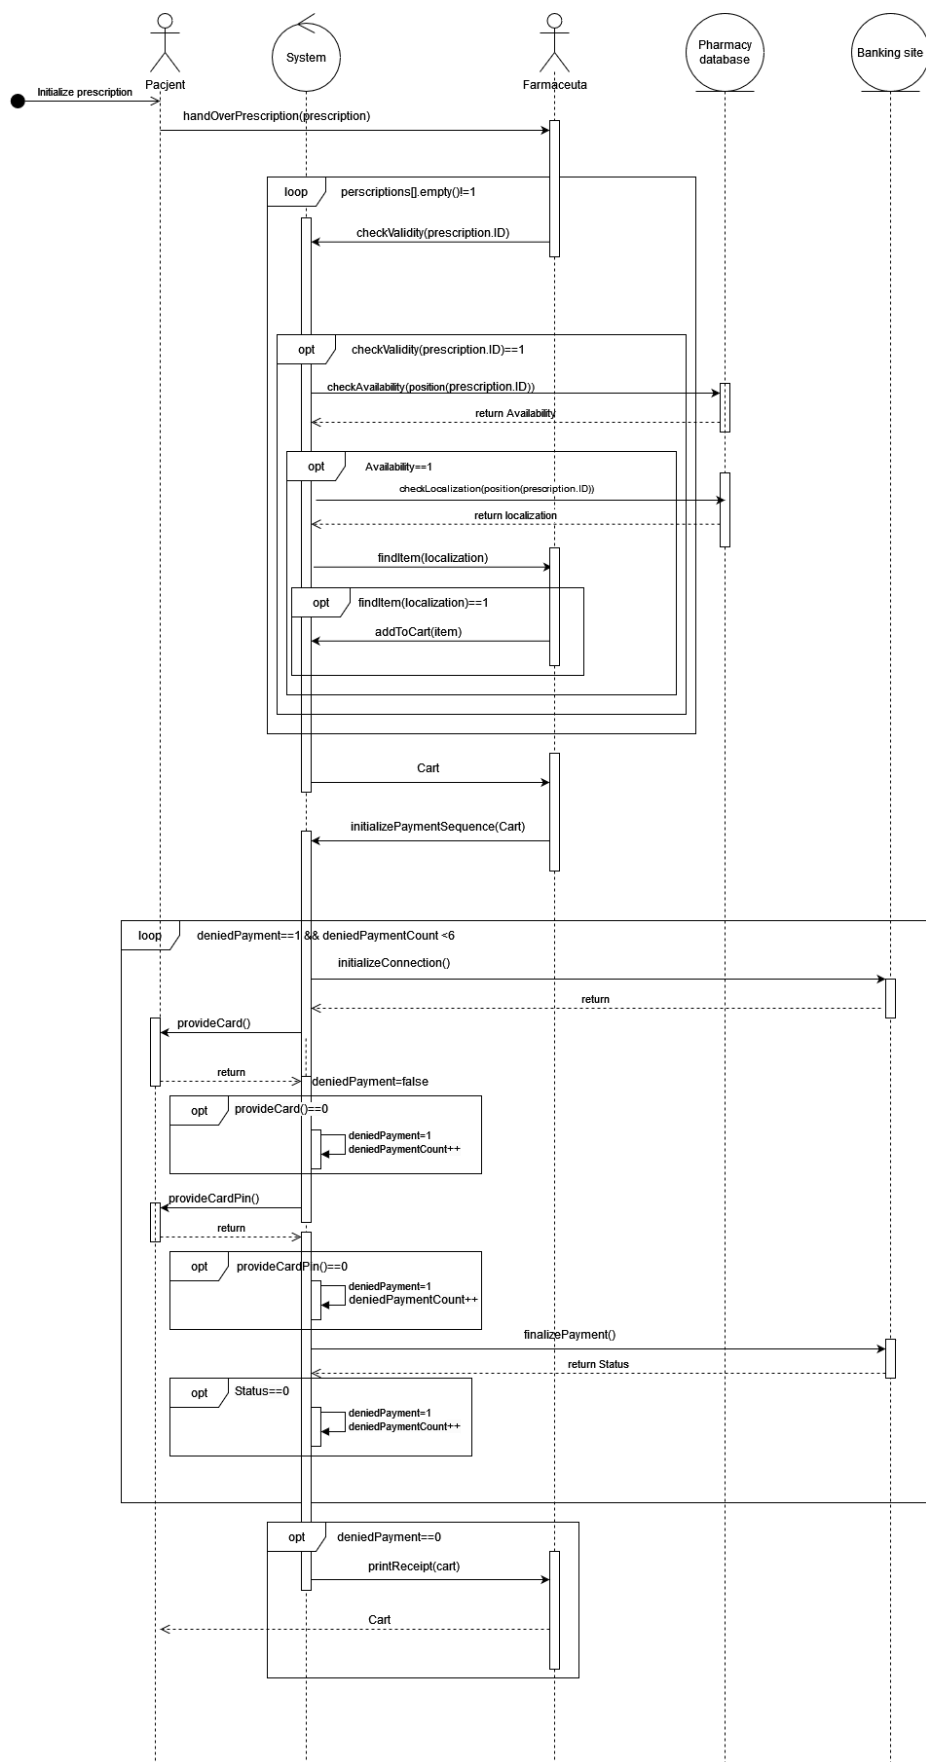 System
Pharmacy
database
Banking site
Pacjent
Farmaceuta
Initialize prescription
handOverPrescription(prescription)
loop
perscriptions[].empty()!=1
checkValidity(prescription.ID)
opt
checkValidity(prescription.ID)==1
checkAvailability(position(prescription.ID))
return Availability
opt
Availability==1
checkLocalization(position(prescription.ID))
return localization
findItem(localization)
opt
findItem(localization)==1
addToCart(item)
Cart
initializePaymentSequence(Cart)
loop
deniedPayment==1 && deniedPaymentCount <6
initializeConnection()
return
provideCard()
return
deniedPayment=false
opt
provideCard()==0
deniedPayment=1
deniedPaymentCount++
provideCardPin()
return
opt
provideCardPin()==0
deniedPayment=1
deniedPaymentCount++
finalizePayment()
return Status
opt
Status==0
deniedPayment=1
deniedPaymentCount++
opt
deniedPayment==0
printReceipt(cart)
Cart